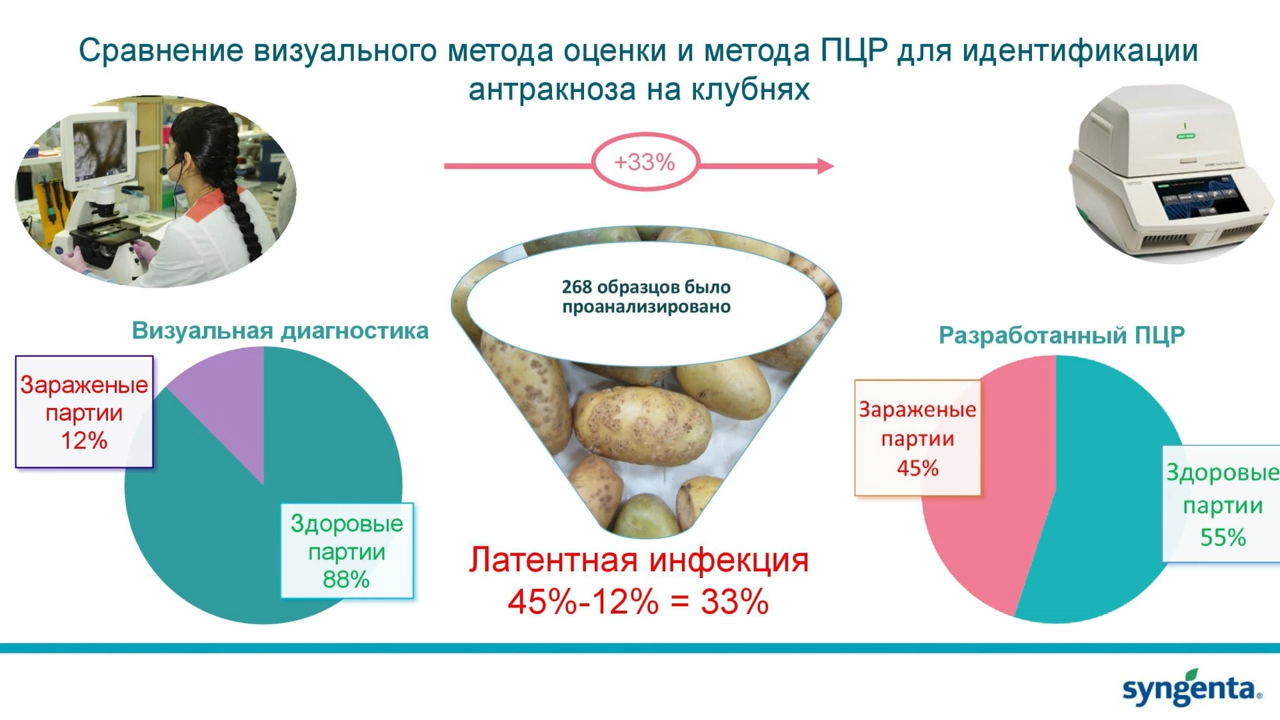 Сравнение визуального метода оценки и метода ПЦР для идентификации
антракноза на клубнях
+33%
268 образцов было
проанализировано
Визуальная диагностика
Зараженые
партии
12%
Здоровые
партии
88%
Разработанный ПЦР
Зараженые
партии
45%
Здоровые
партии
55%
Латентная инфекция
45%-12% = 33%
syngenta®